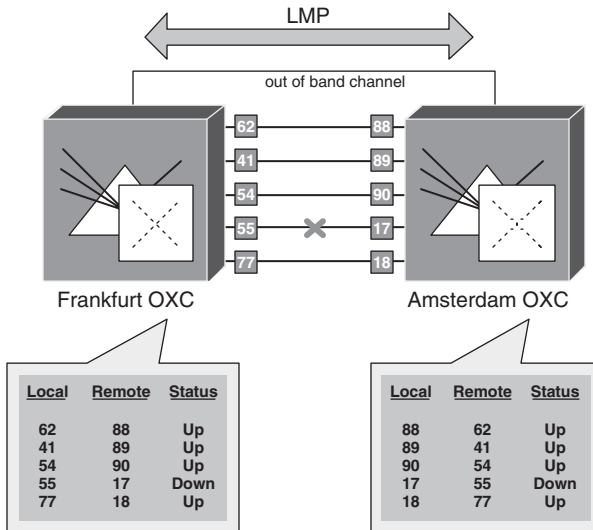 LMP
out of band channel
62 88
41 89
54 90
55 17
77 18
Frankfurt OXC Amsterdam OXC
Local Remote Status
62 88 Up
41 89 Up
54 90 Up
55 17 Down
77 18 Up
Local Remote Status
88 62 Up
89 41 Up
90 54 Up
17 55 Down
18 77 Up